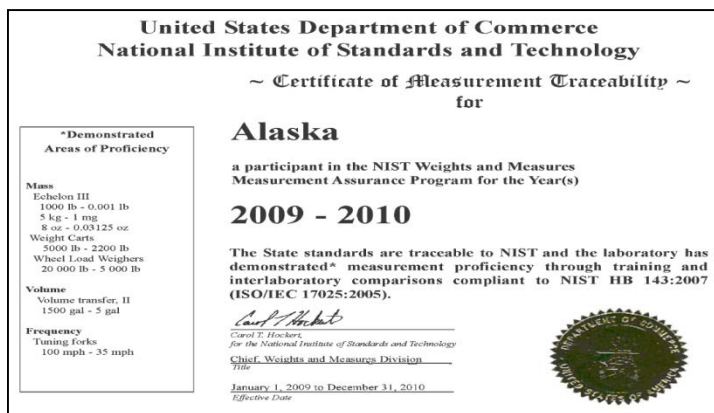 United States Department of Commerce
National Institute of Standards and Technology
~ Certificate of Measurement Traceability ~
for
Alaska
a participant in the NIST Weights and Measures
Measurement Assurance Program for the Year(s)
2009 - 2010
The State standards are traceable to NIST and the laboratory has
demonstrated* measurement proficiency through training and
interlaboratory comparisons compliant to NIST HB 143:2007
(ISO/IEC 17025:2005).
Carol T. Hockert
Carol T. Hockert,
for the National Institute of Standards and Technology
Chief, Weights and Measures Division
Title
January 1, 2009 to December 31, 2010
Effective Date
*Demonstrated
Areas of Proficiency
Mass
Echelon III
1000 lb - 0.001 lb
5 kg - 1 mg
8 oz - 0.03125 oz
Weight Carts
5000 lb - 2200 lb
Wheel Load Weighers
20 000 lb - 5 000 lb
Volume
Volume transfer, II
1500 gal - 5 gal
Frequency
Tuning forks
100 mph - 35 mph
DEPARTMENT OF COMMERCE
UNITED STATES OF AMERICA